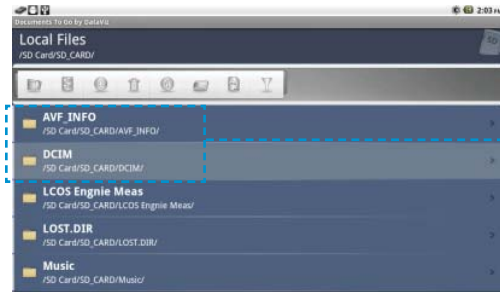 2:03
Documents To Go by DataViz
Local Files
/SD Card/SD_CARD/
SD
AVF_INFO
/SD Card/SD_CARD/AVF_INFO/
DCIM
/SD Card/SD_CARD/DCIM/
LCOS Engnie Meas
/SD Card/SD_CARD/LCOS Engnie Meas/
LOST.DIR
/SD Card/SD_CARD/LOST.DIR/
Music
/SD Card/SD_CARD/Music/